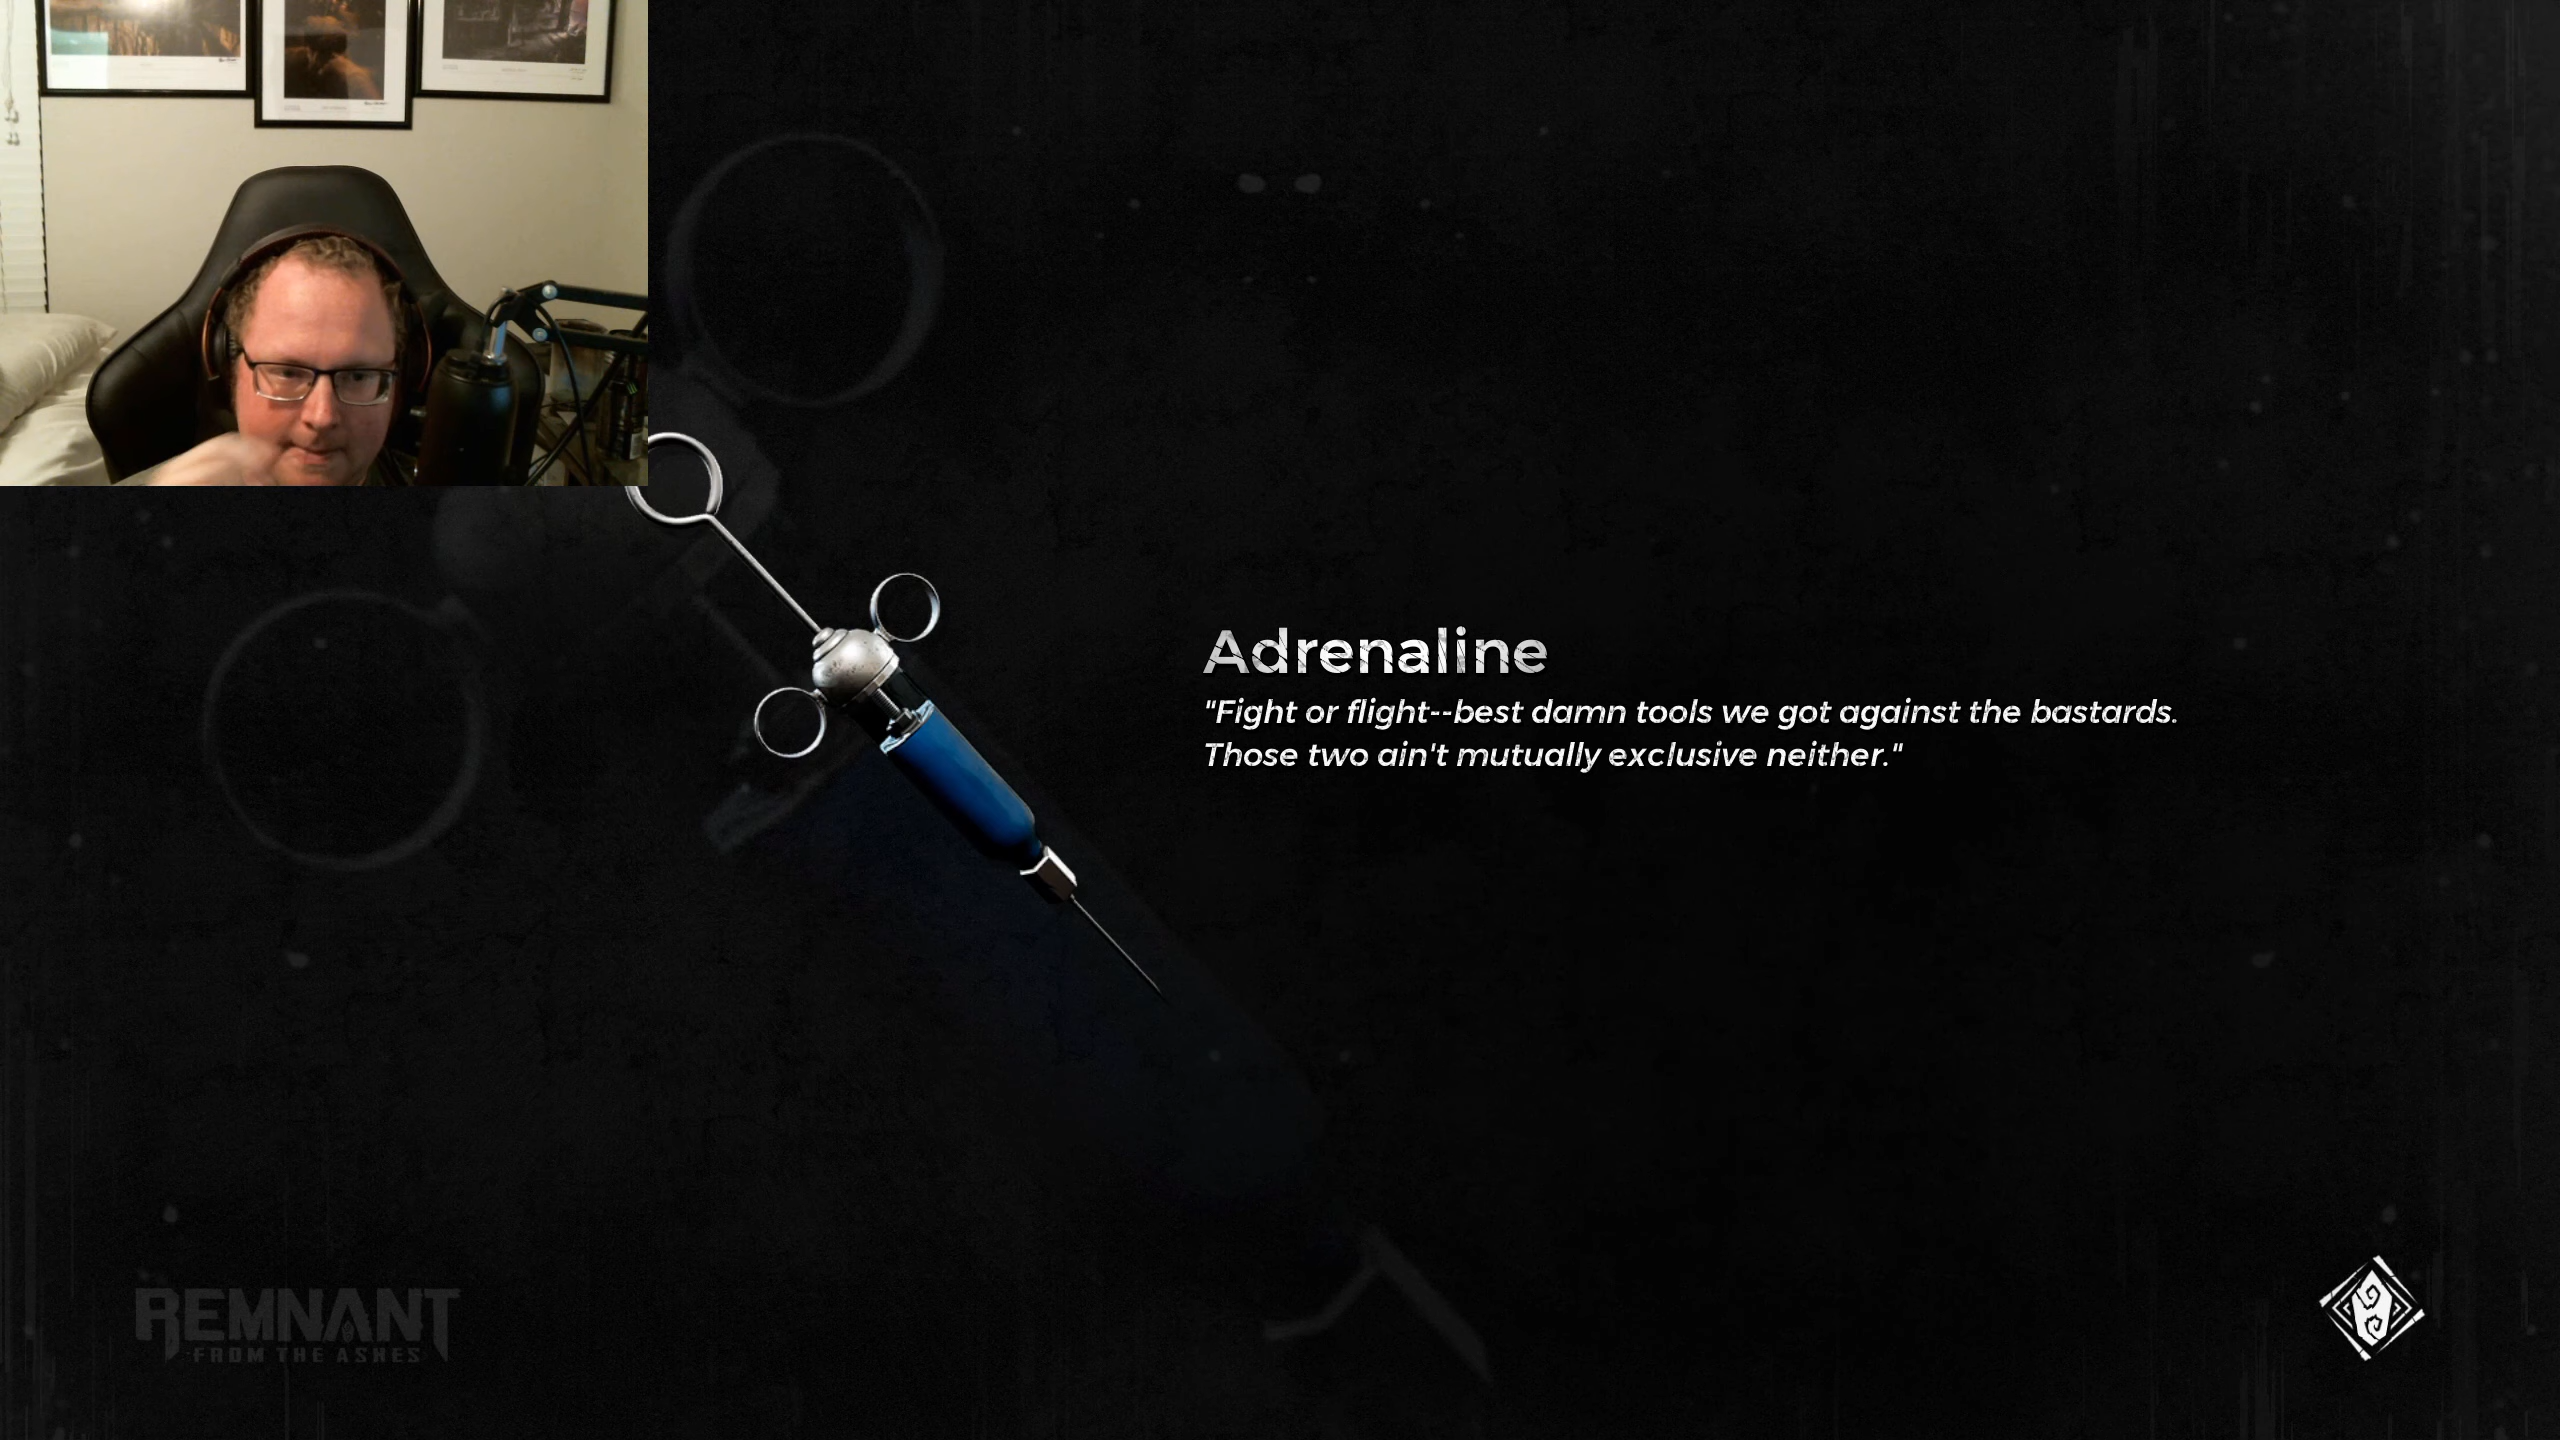 Adrenaline
"Fight or flight--best damn tools we got against the bastards.
Those two ain't mutually exclusive neither."
REMNANT
FROM THE ASHES